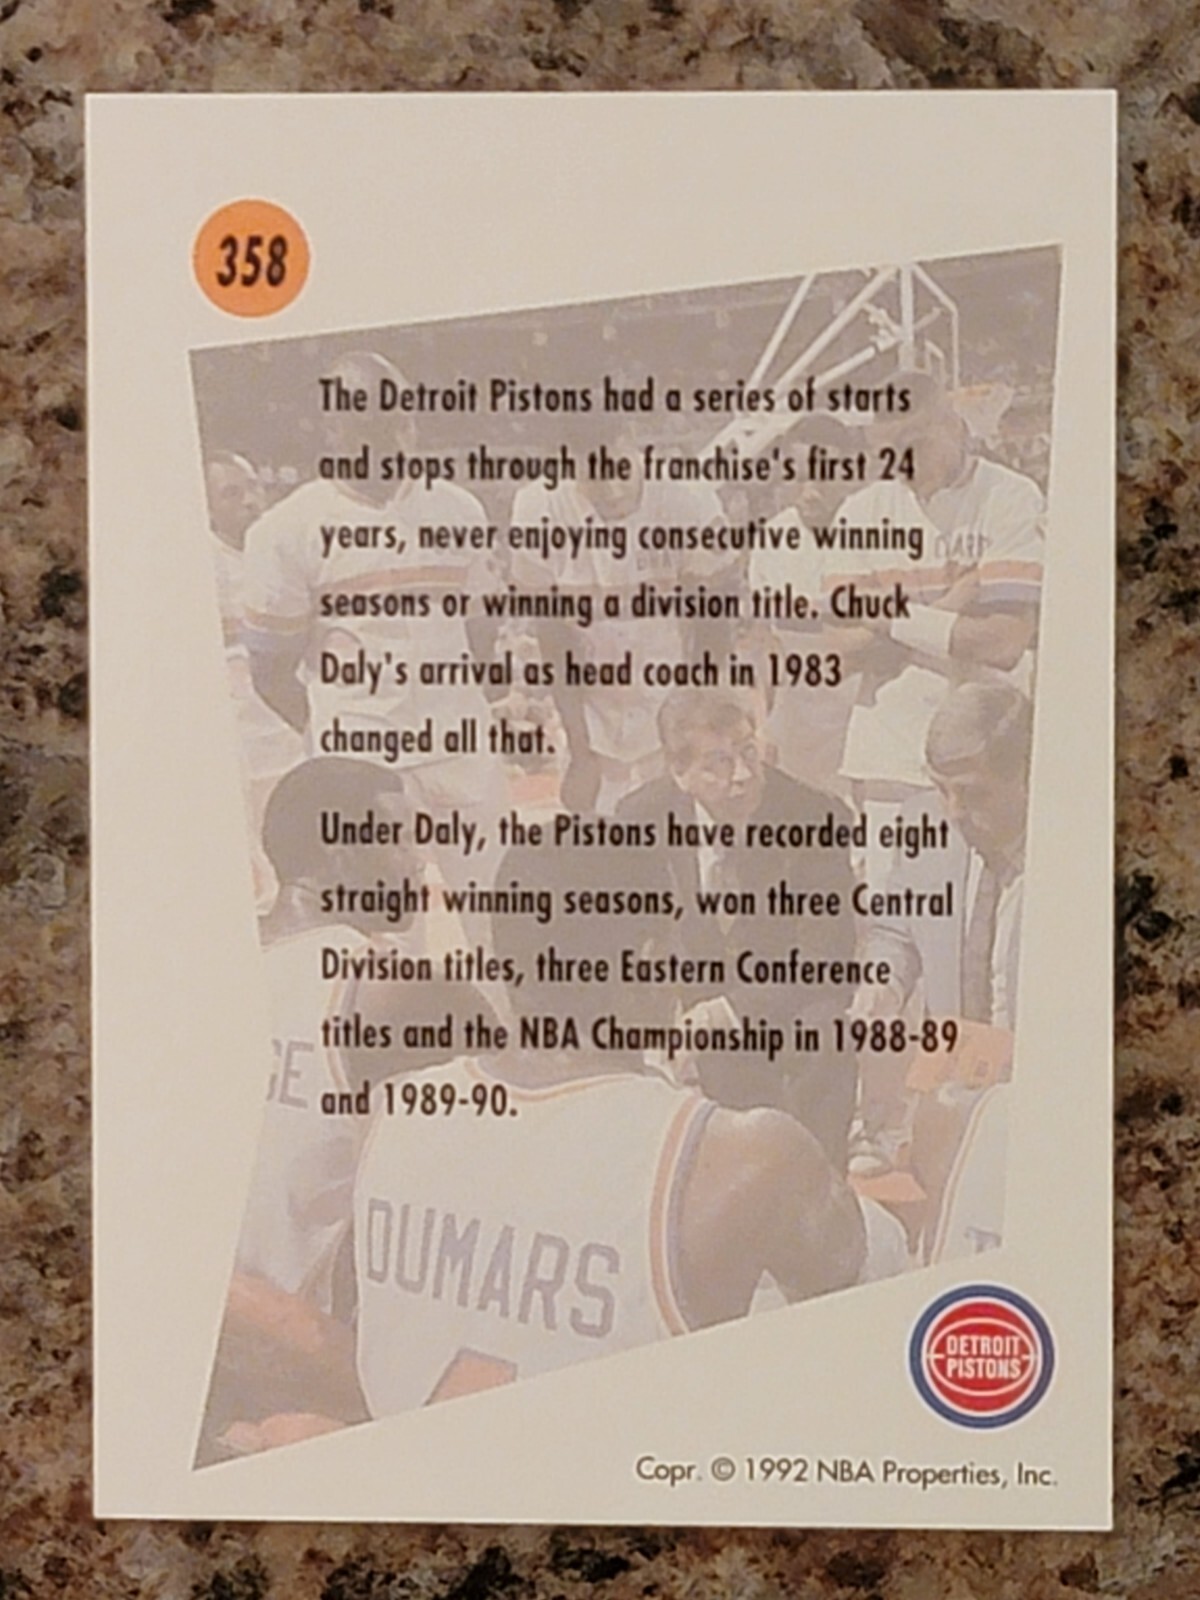 358
The Detroit Pistons had a series of starts
and stops through the franchise's first 24
years, never enjoying consecutive winning
seasons or winning a division title. Chuck
Daly's arrival as head coach in 1983
changed all that.
Under Daly, the Pistons have recorded eight
straight winning seasons, won three Central
Division titles, three Eastern Conference
titles and the NBA Championship in 1988-89
and 1989-90.
DUMARS
DETROIT
PISTONS
Copr. © 1992 NBA Properties, Inc.